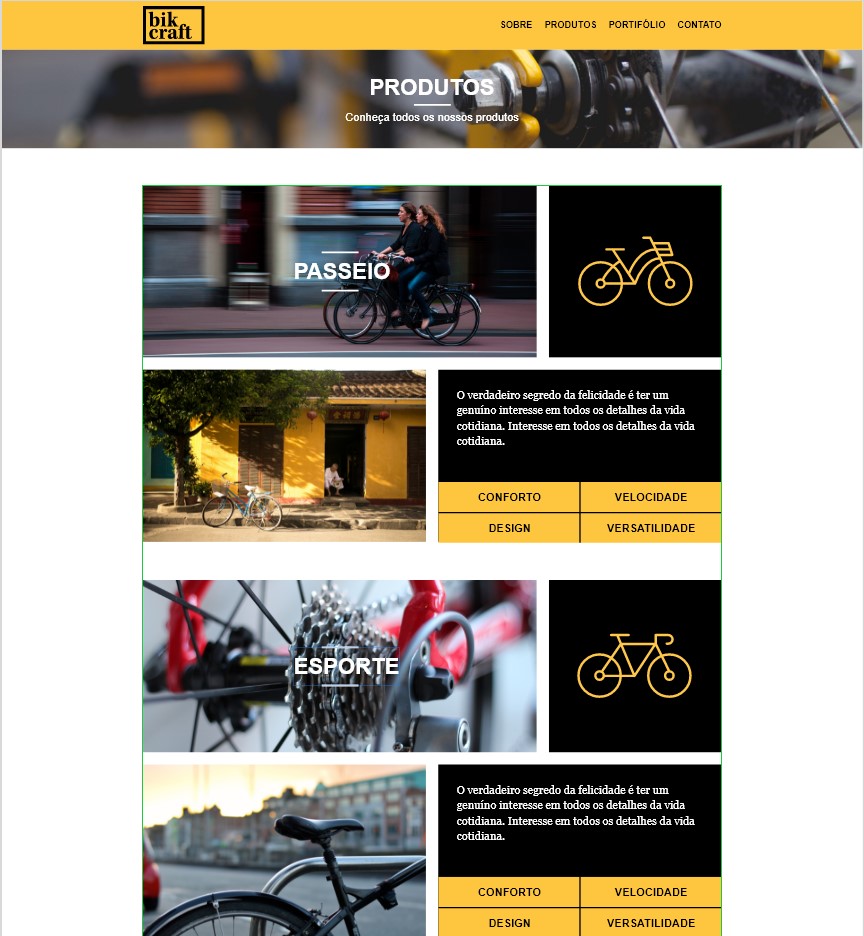 bik
craft
SOBRE PRODUTOS PORTIFÓLIO CONTATO
PRODUTOS
Conheça todos os nossos produtos
PASSEIO
O verdadeiro segredo da felicidade é ter um
genuíno interesse em todos os detalhes da vida
cotidiana. Interesse em todos os detalhes da vida
cotidiana.
CONFORTO VELOCIDADE
DESIGN VERSATILIDADE
ESPORTE
O verdadeiro segredo da felicidade é ter um
genuíno interesse em todos os detalhes da vida
cotidiana. Interesse em todos os detalhes da vida
cotidiana.
CONFORTO VELOCIDADE
DESIGN VERSATILIDADE